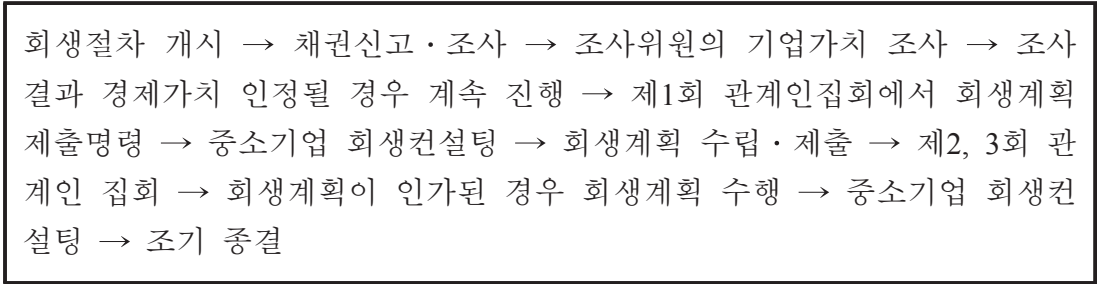 회생절차 개시 → 채권신고·조사 → 조사위원의 기업가치 조사 → 조사
결과 경제가치 인정될 경우 계속 진행 → 제1회 관계인집회에서 회생계획
제출명령 → 중소기업 회생컨설팅 → 회생계획 수립·제출 → 제2, 3회 관
계인 집회 → 회생계획이 인가된 경우 회생계획 수행 → 중소기업 회생컨
설팅 → 조기 종결